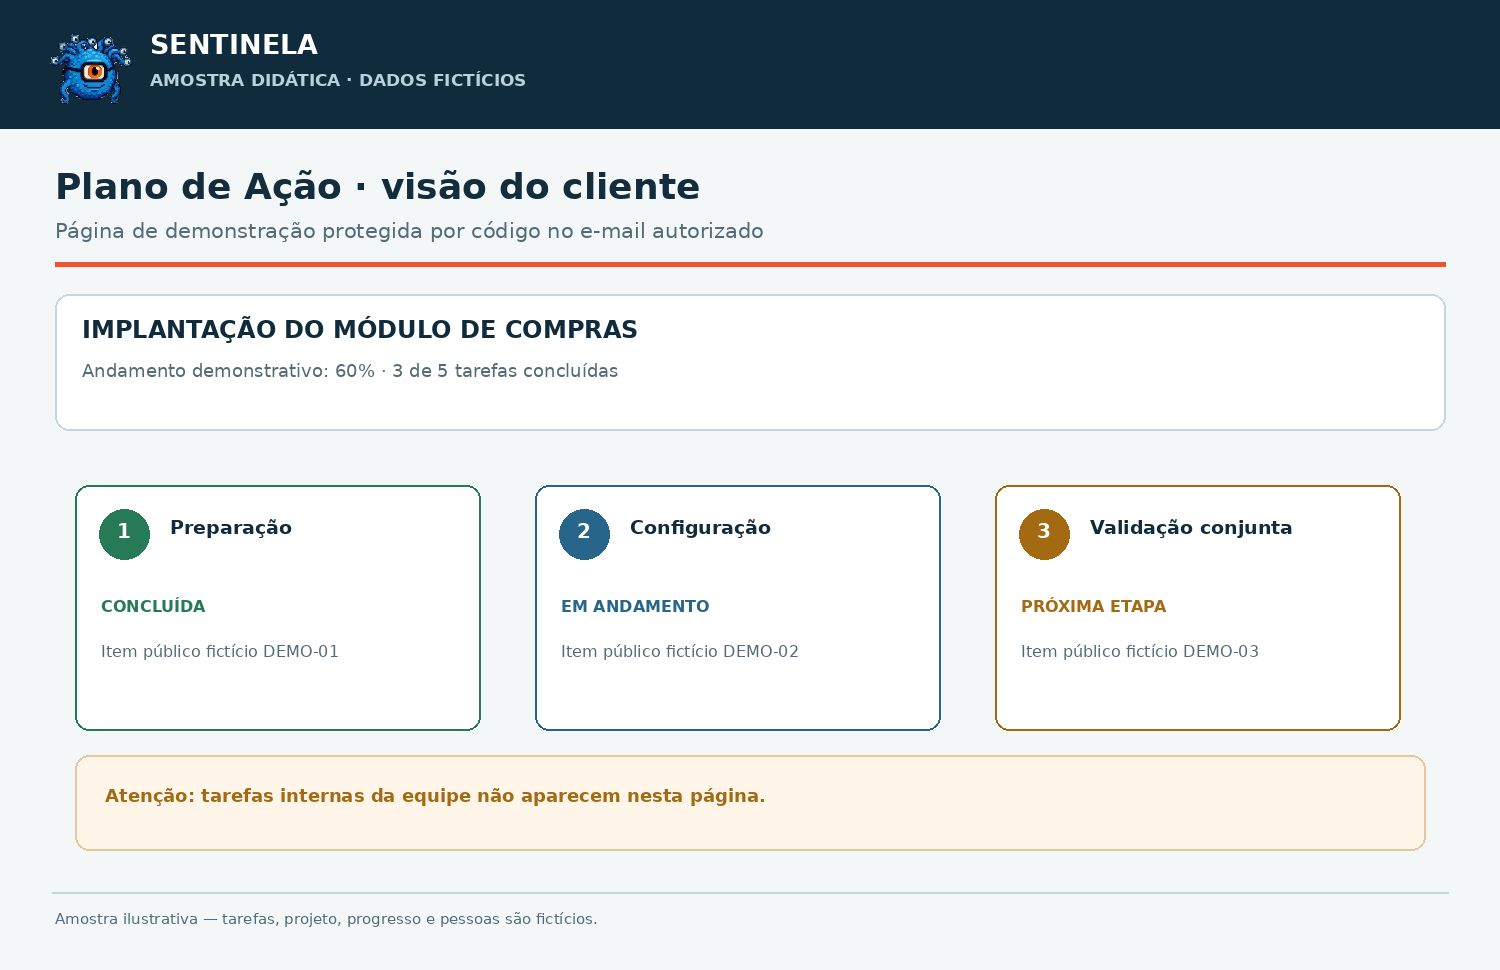 SENTINELA
AMOSTRA DIDÁTICA · DADOS FICTÍCIOS
Plano de Ação · visão do cliente
Página de demonstração protegida por código no e-mail autorizado
IMPLANTAÇÃO DO MÓDULO DE COMPRAS
Andamento demonstrativo: 60% · 3 de 5 tarefas concluídas
1 Preparação
CONCLUÍDA
Item público fictício DEMO-01
2 Configuração
EM ANDAMENTO
Item público fictício DEMO-02
3 Validação conjunta
PRÓXIMA ETAPA
Item público fictício DEMO-03
Atenção: tarefas internas da equipe não aparecem nesta página.
Amostra ilustrativa — tarefas, projeto, progresso e pessoas são fictícios.